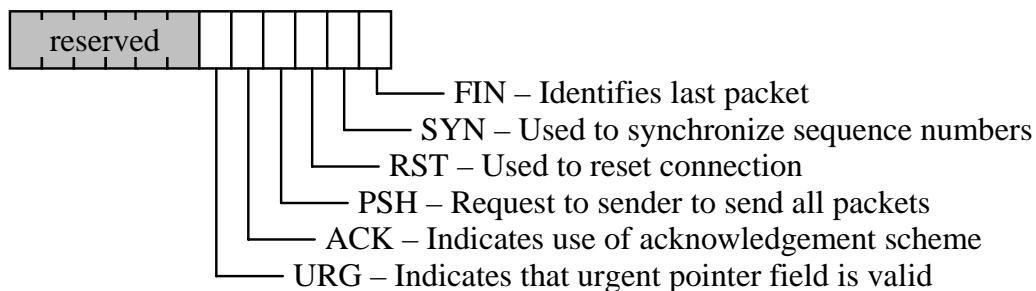 reserved
FIN – Identifies last packet
SYN – Used to synchronize sequence numbers
RST – Used to reset connection
PSH – Request to sender to send all packets
ACK – Indicates use of acknowledgement scheme
URG – Indicates that urgent pointer field is valid